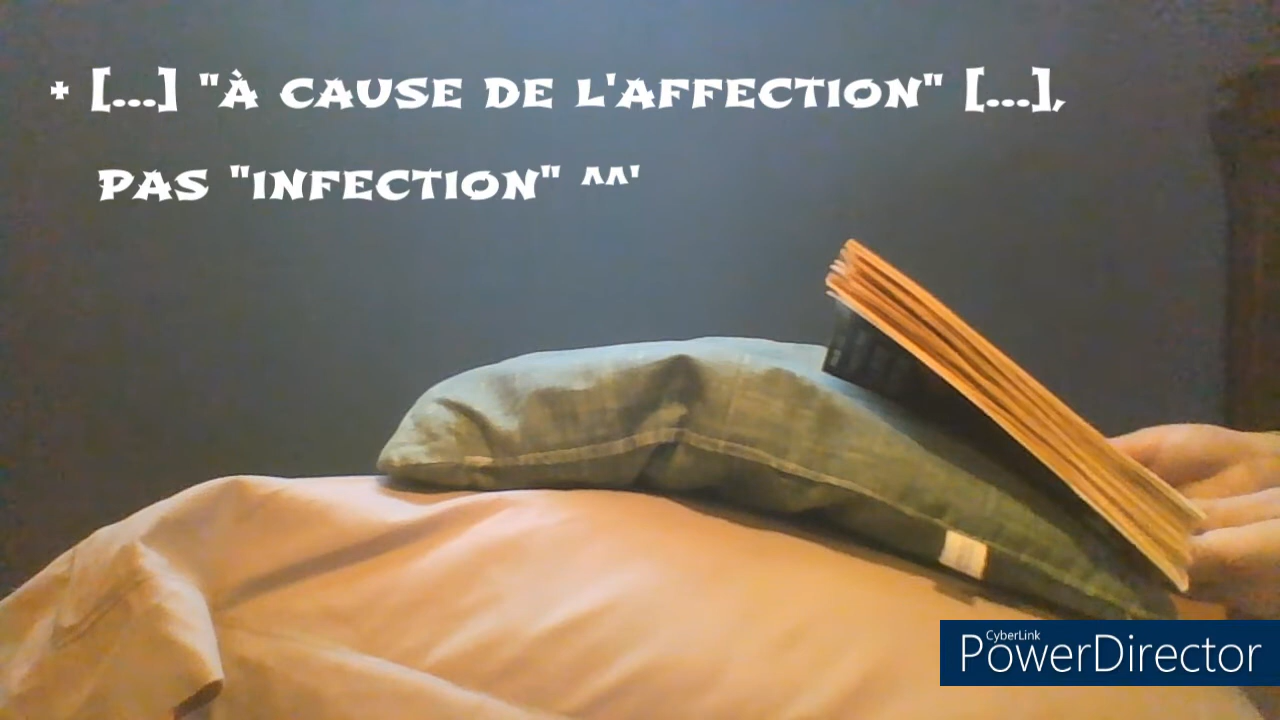 + [...] "À CAUSE DE L'AFFECTION" [...],
PAS "INFECTION" ^^'
CyberLink
PowerDirector